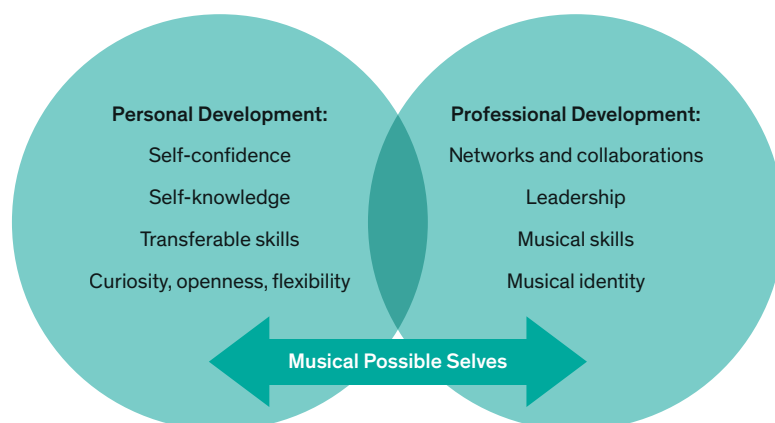 Personal Development:
Self-confidence
Self-knowledge
Transferable skills
Curiosity, openness, flexibility
Professional Development:
Networks and collaborations
Leadership
Musical skills
Musical identity
Musical Possible Selves